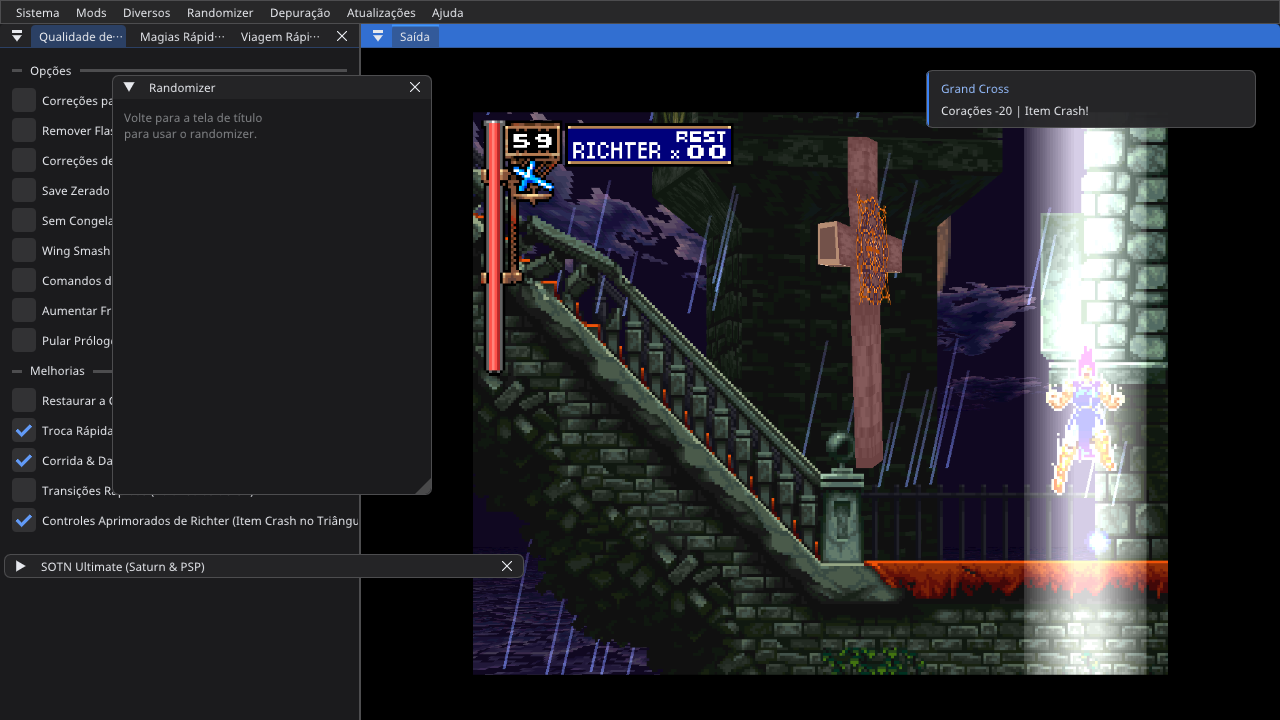 Sistema Mods Diversos Randomizer Depuração Atualizações Ajuda
Qualidade de··· Magias Rápid··· Viagem Rápi···
Saída
Opções
Randomizer
Grand Cross
Corações -20 | Item Crash!
Correções pa
Volte para a tela de título
para usar o randomizer.
Remover Fla
Correções de
Save Zerado
Sem Congela
Wing Smash
Comandos d
Aumentar Fr
Pular Prólog
Melhorias
Restaurar a
Troca Rápida
Corrida & Da
Transições
Controles Aprimorados de Richter (Item Crash no Triângu
SOTN Ultimate (Saturn & PSP)
59
REST
RICHTER x 00